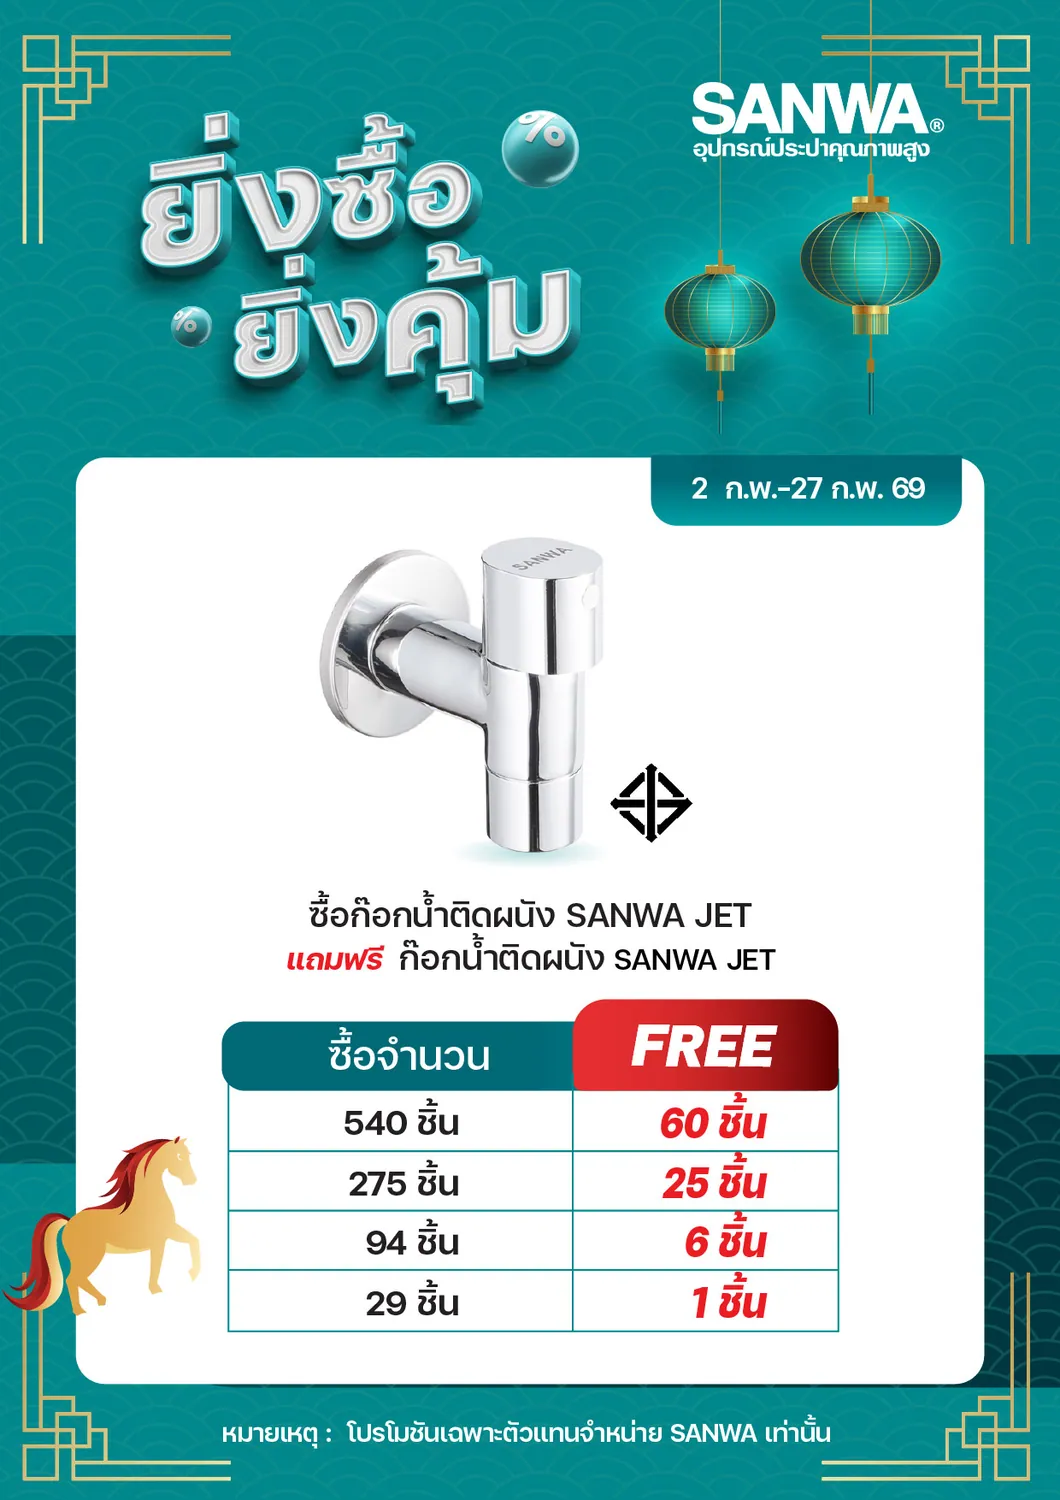 SANWA®
อุปกรณ์ประปาคุณภาพสูง
ยิ่งซื้อ
%
ยิ่งคุ้ม
%
2 ก.พ.-27 ก.พ. 69
SANWA
ซื้อก๊อกน้ำติดผนัง SANWA JET
แถมฟรี ก๊อกน้ำติดผนัง SANWA JET
ซื้อจำนวน FREE
540 ชิ้น 60 ชิ้น
275 ชิ้น 25 ชิ้น
94 ชิ้น 6 ชิ้น
29 ชิ้น 1 ชิ้น
หมายเหตุ : โปรโมชันเฉพาะตัวแทนจำหน่าย SANWA เท่านั้น